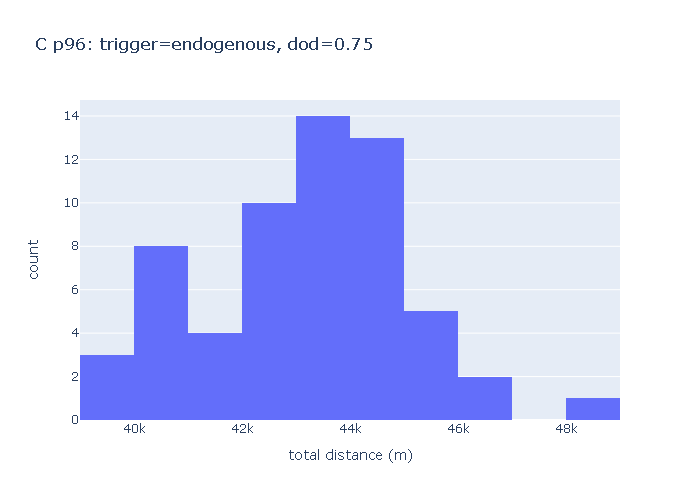 C p96: trigger=endogenous, dod=0.75
14
12
10
8
6
4
2
0
count
40k 42k 44k 46k 48k
total distance (m)